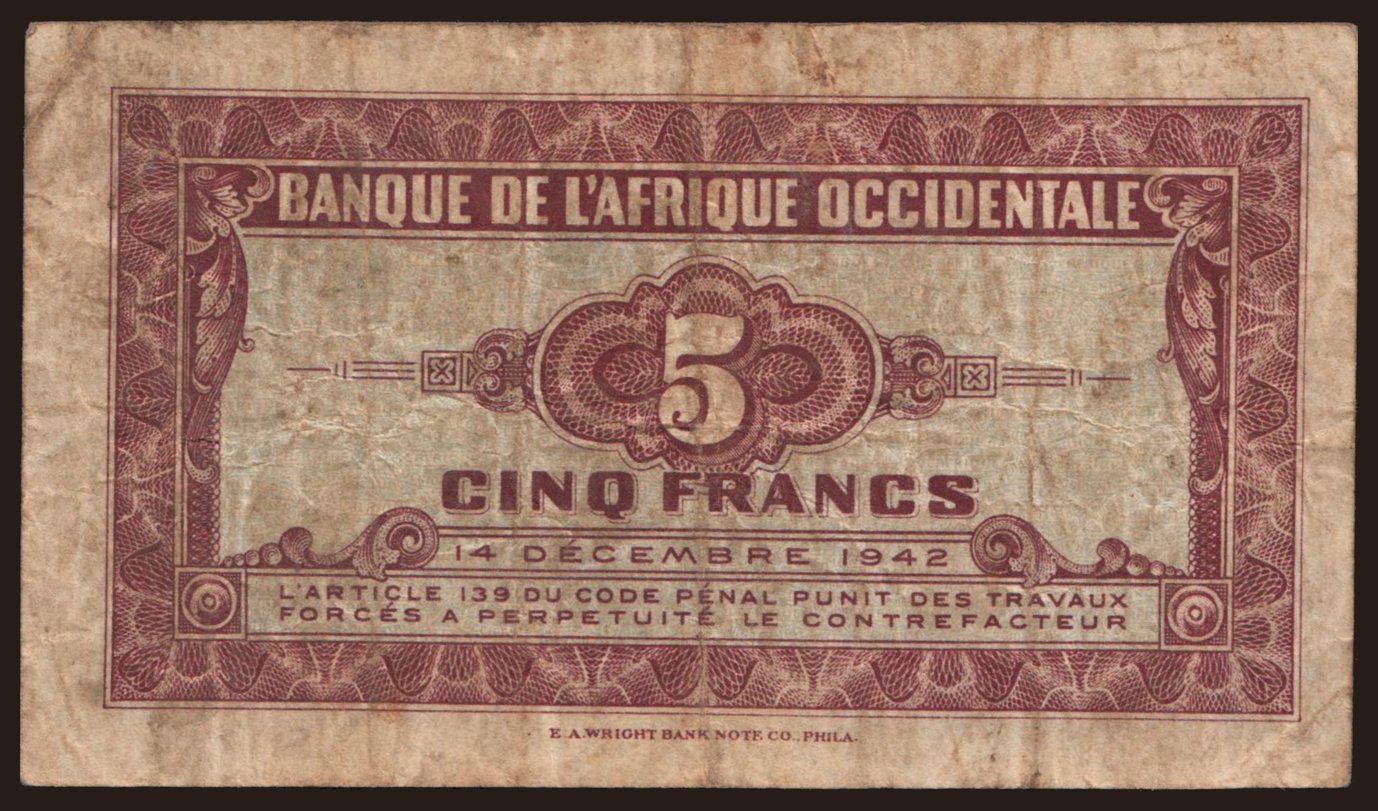 BANQUE DE L'AFRIQUE OCCIDENTALE
5
CINQ FRANCS
14 DÉCEMBRE 1942
L'ARTICLE 139 DU CODE PÉNAL PUNIT DES TRAVAUX
FORCÉS A PERPETUITÉ LE CONTREFACTEUR
E. A. WRIGHT BANK NOTE CO., PHILA.